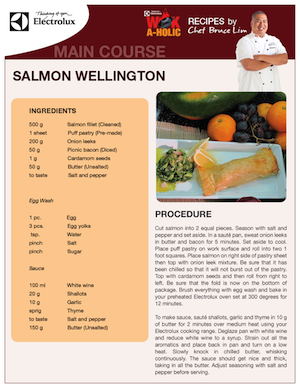 Thinking of you
Electrolux
Electrolux
WOK
A-HOLIC
RECIPES by
Chef Bruce Lim
MAIN COURSE
SALMON WELLINGTON
INGREDIENTS
500 g Salmon fillet (Cleaned)
1 sheet Puff pastry (Pre-made)
200 g Onion leeks
50 g Picnic bacon (Diced)
1 g Cardamom seeds
50 g Butter (Unsalted)
to taste Salt and pepper
Egg Wash
1 pc. Egg
3 pcs. Egg yolks
tsp. Water
pinch Salt
pinch Sugar
Sauce
100 ml White wine
20 g Shallots
10 g Garlic
sprig Thyme
to taste Salt and pepper
150 g Butter (Unsalted)
PROCEDURE
Cut salmon into 2 equal pieces. Season with salt and
pepper and set aside. In a sauté pan, sweat onion leeks
in butter and bacon for 5 minutes. Set aside to cool.
Place puff pastry on work surface and roll into two 1
foot squares. Place salmon on right side of pastry sheet
then top with onion leek mixture. Be sure that it has
been chilled so that it will not burst out of the pastry.
Top with cardamom seeds and then roll from right to
left. Be sure that the fold is now on the bottom of
package. Brush everything with egg wash and bake in
your preheated Electrolux oven set at 300 degrees for
12 minutes.
To make sauce, sauté shallots, garlic and thyme in 10 g
of butter for 2 minutes over medium heat using your
Electrolux cooking range. Deglaze pan with white wine
and reduce white wine to a syrup. Strain out all the
aromatics and place back in pan and turn on a low
heat. Slowly knock in chilled butter, whisking
continuously. The sauce should get nice and thick,
taking in all the butter. Adjust seasoning with salt and
pepper before serving.